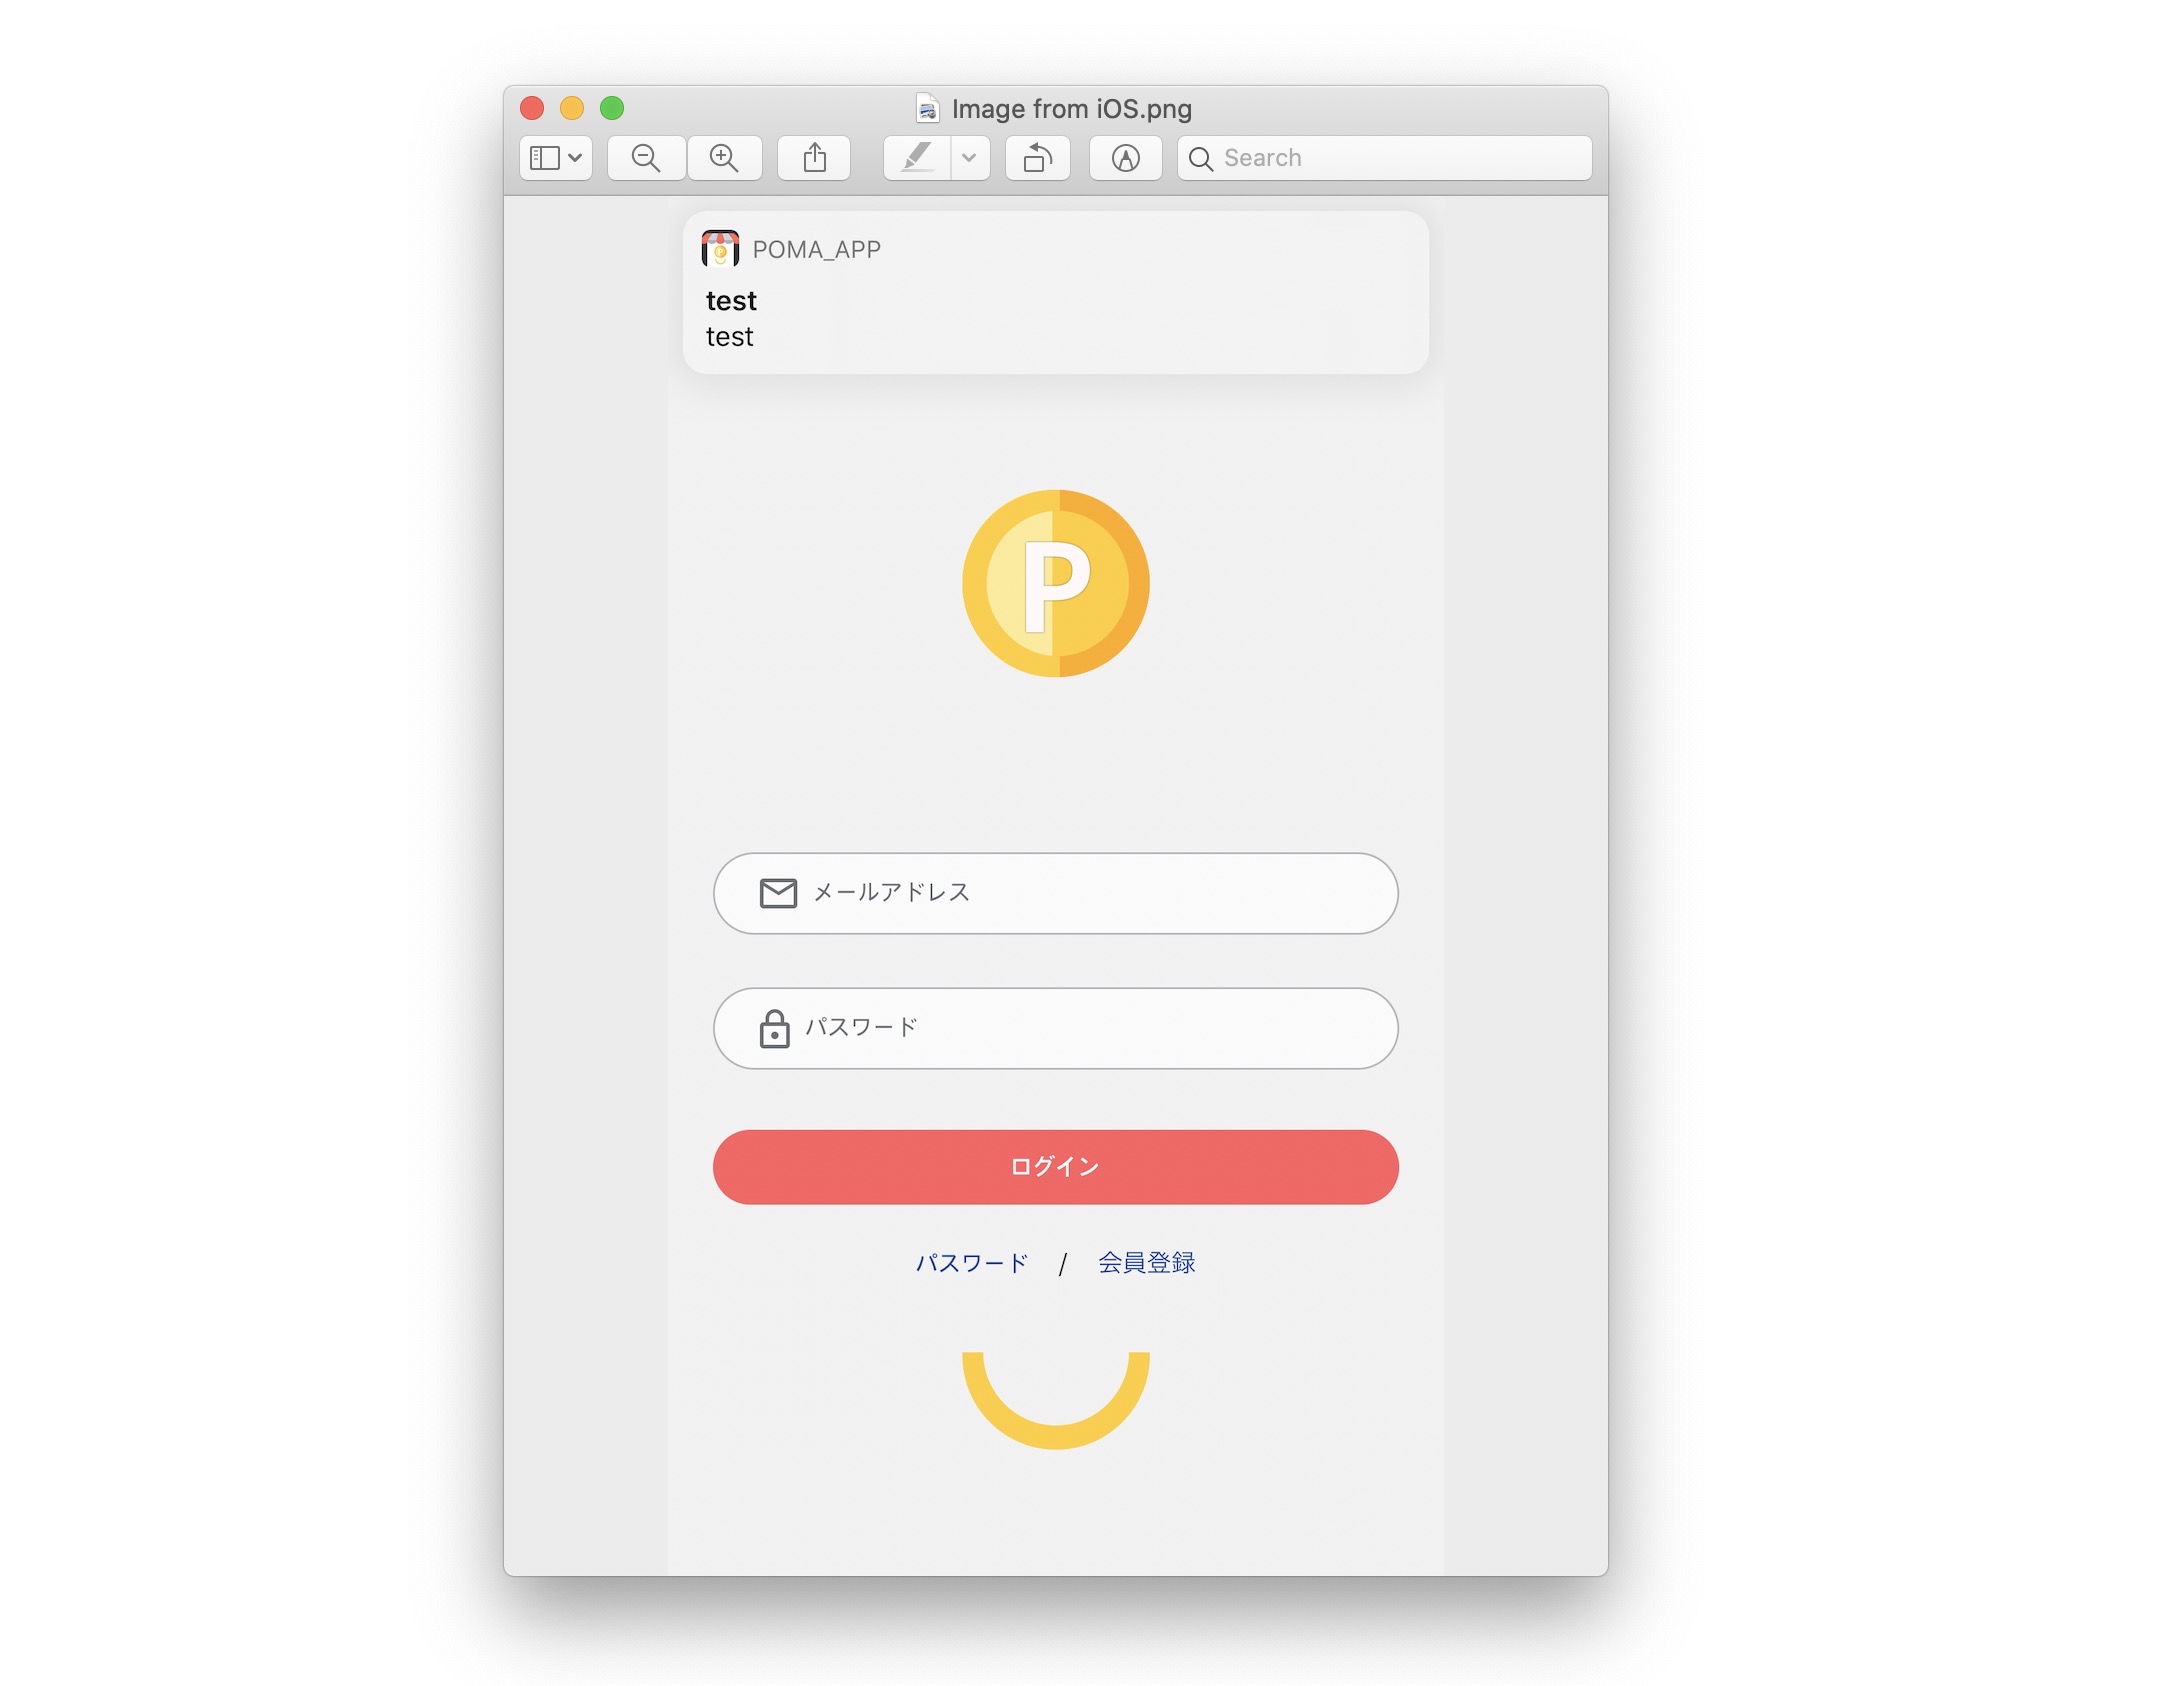 Image from iOS.png
Search
POMA_APP
test
test
P
メールアドレス
パスワード
ログイン
パスワード / 会員登録